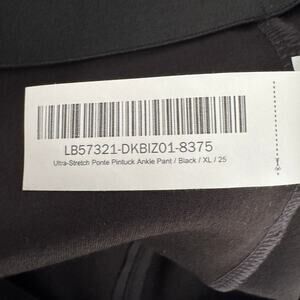 LB57321-DKBIZ01-8375
Ultra-Stretch Ponte Pintuck Ankle Pant / Black / XL / 25